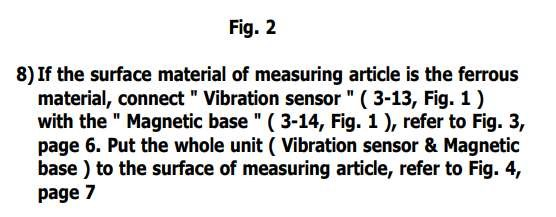 Fig. 2
8) If the surface material of measuring article is the ferrous
material, connect " Vibration sensor " ( 3-13, Fig. 1 )
with the " Magnetic base " ( 3-14, Fig. 1 ), refer to Fig. 3,
page 6. Put the whole unit ( Vibration sensor & Magnetic
base ) to the surface of measuring article, refer to Fig. 4,
page 7